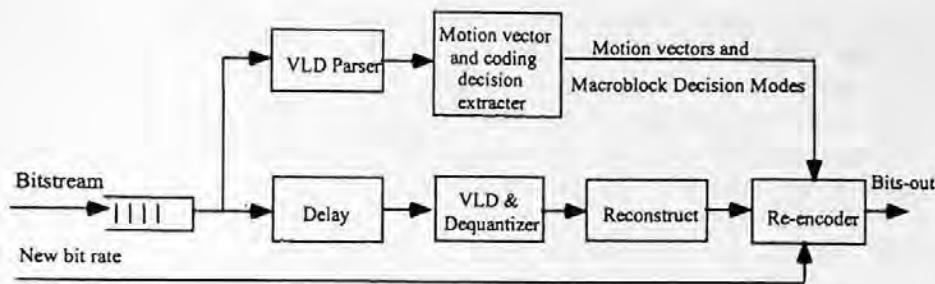 VLD Parser
Motion vector
and coding
decision
extracter
Motion vectors and
Macroblock Decision Modes
Bitstream
Delay
VLD &
Dequantizer
Reconstruct
Re-encoder
Bits-out
New bit rate